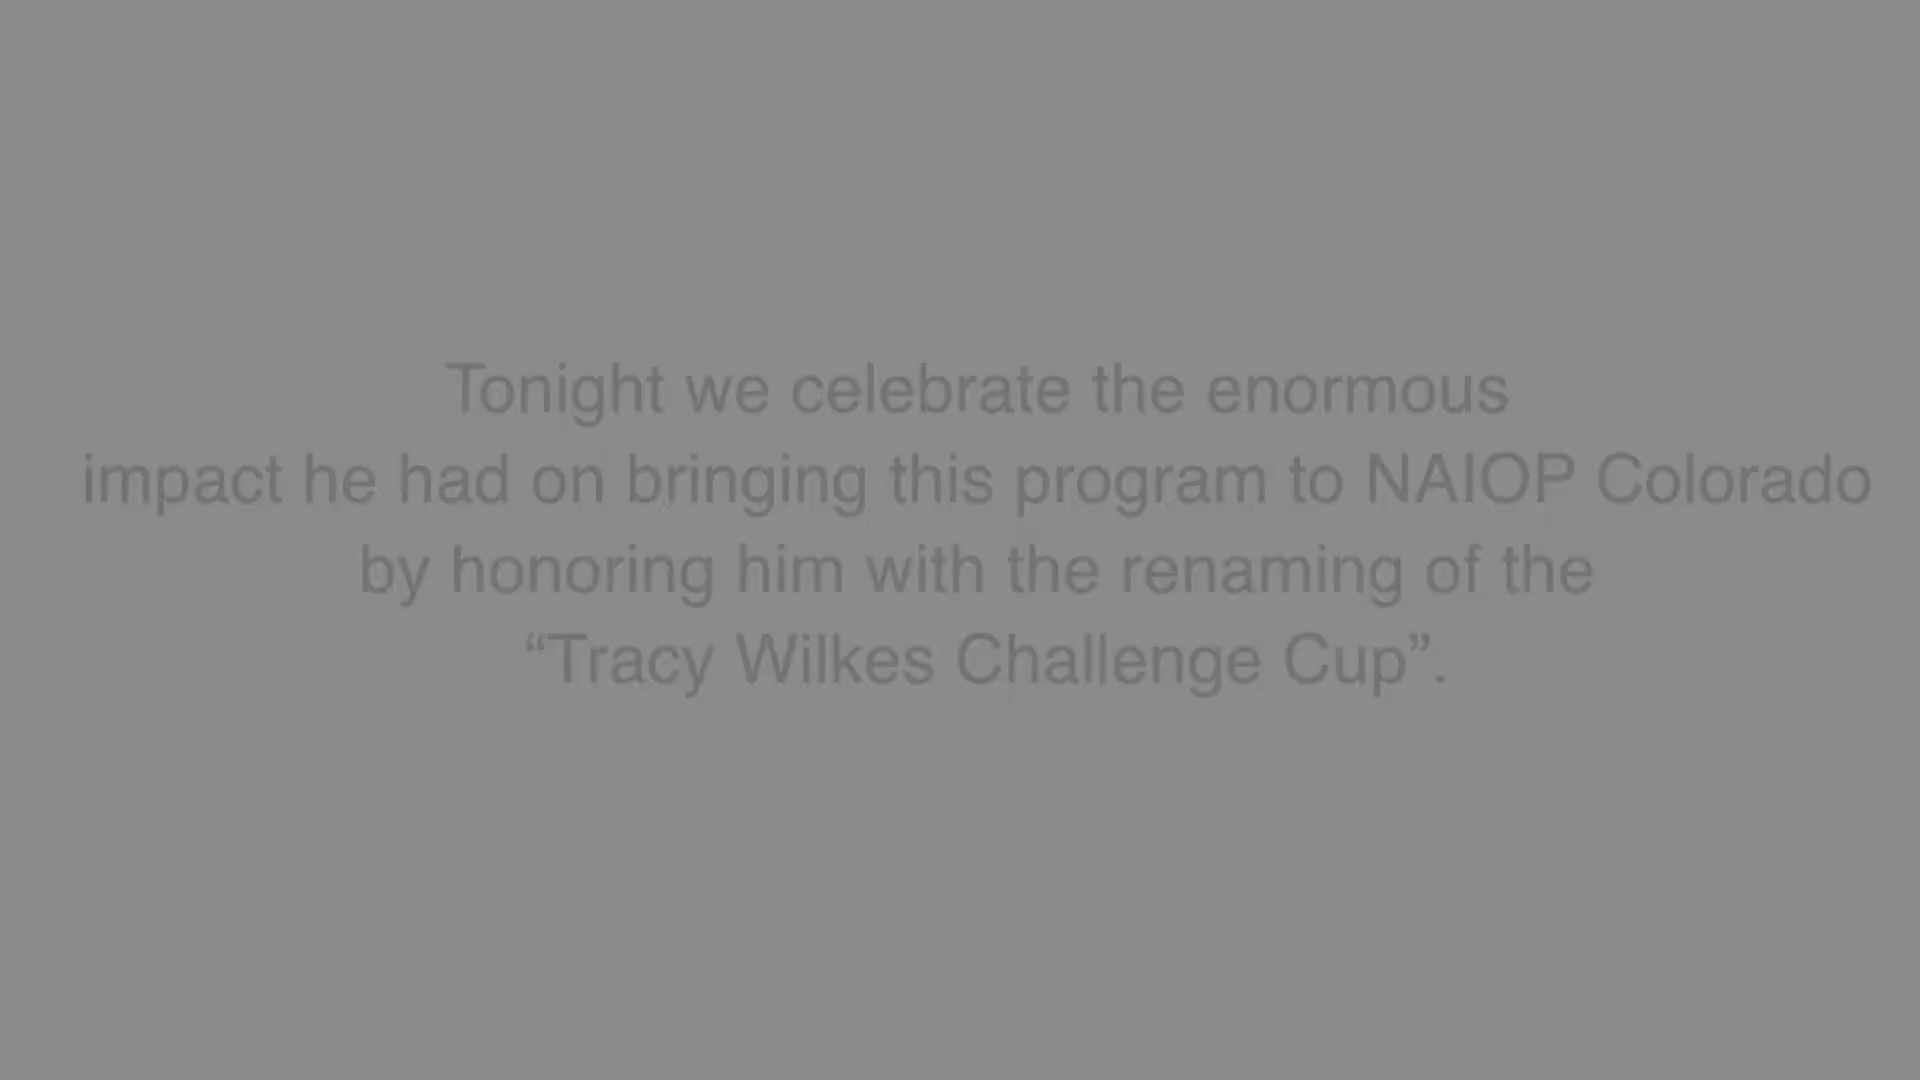 Tonight we celebrate the enormous
impact he had on bringing this program to NAIOP Colorado
by honoring him with the renaming of the
“Tracy Wilkes Challenge Cup”.